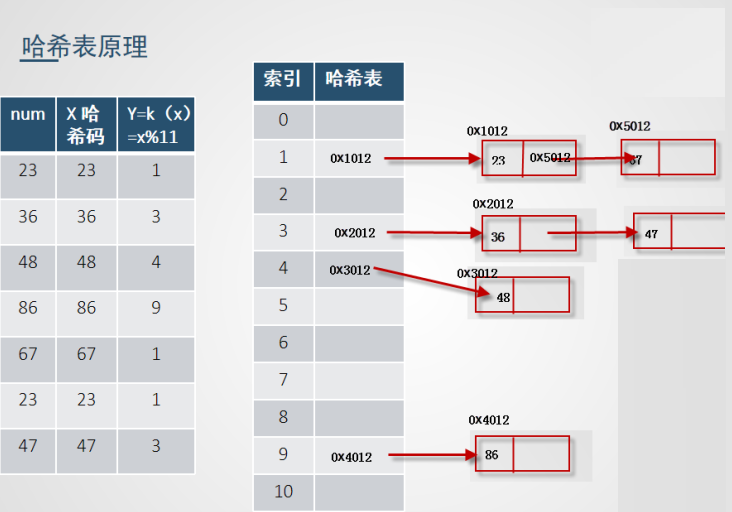 哈希表原理
num X 哈希码 Y=k（x）=x%11
23 23 1
36 36 3
48 48 4
86 86 9
67 67 1
23 23 1
47 47 3
索引 哈希表
0
1 0x1012
2
3 0x2012
4 0x3012
5
6
7
8
9 0x4012
10
0x1012
23 0x5012
0x5012
67
0x2012
36
47
0x3012
48
0x4012
86